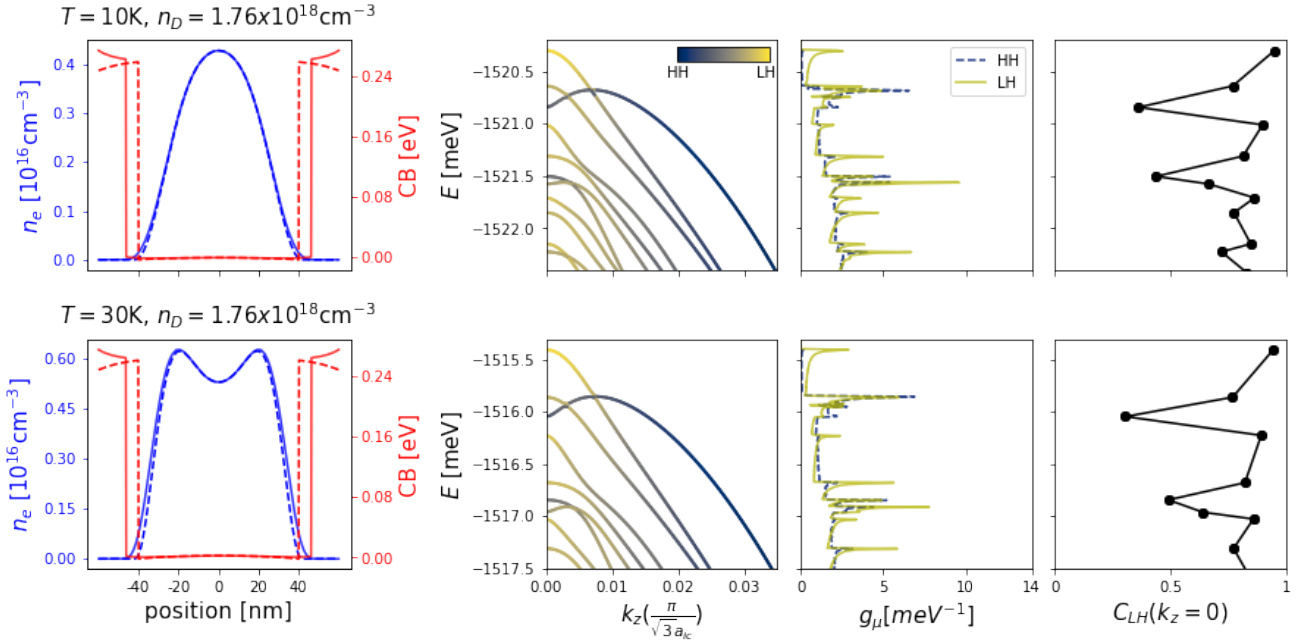 T = 10K, n_D = 1.76x10^18 cm^−3
n_e [10^16 cm^−3]
0.4
0.3
0.2
0.1
0.0
CB [eV]
0.28
0.16
0.08
0.00
E [meV]
−1520.5
−1521.0
−1521.5
−1522.0
HH
LH
HH
LH
T = 30K, n_D = 1.76x10^18 cm^−3
n_e [10^16 cm^−3]
0.60
0.45
0.30
0.15
0.00
-40
-20
0
20
40
position [nm]
CB [eV]
0.24
0.16
0.08
0.00
E [meV]
−1515.5
−1516.0
−1516.5
−1517.0
−1517.5
0.00
0.01
0.02
0.03
k_z(π/√3 a_lc)
0
5
10
14
g_μ[meV^−1]
0
0.5
1
C_LH(k_z = 0)